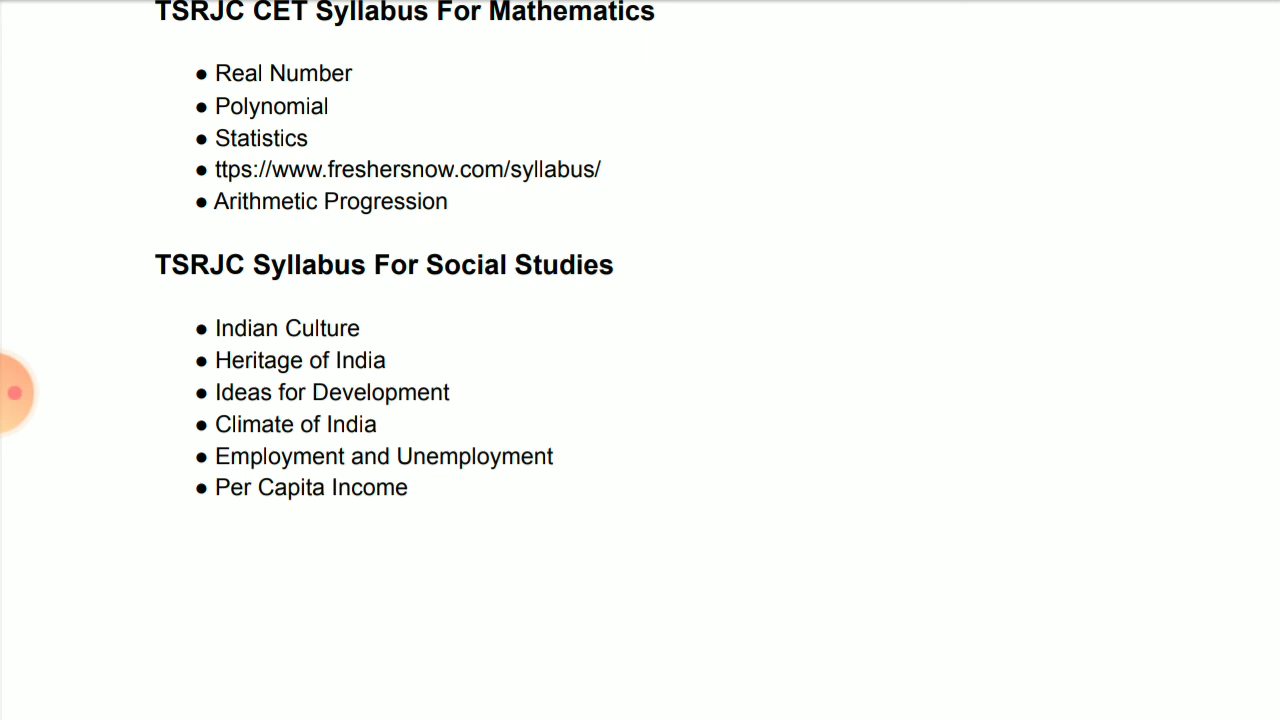 TSRJC CET Syllabus For Mathematics
● Real Number
● Polynomial
● Statistics
● ttps://www.freshersnow.com/syllabus/
● Arithmetic Progression
TSRJC Syllabus For Social Studies
● Indian Culture
● Heritage of India
● Ideas for Development
● Climate of India
● Employment and Unemployment
● Per Capita Income